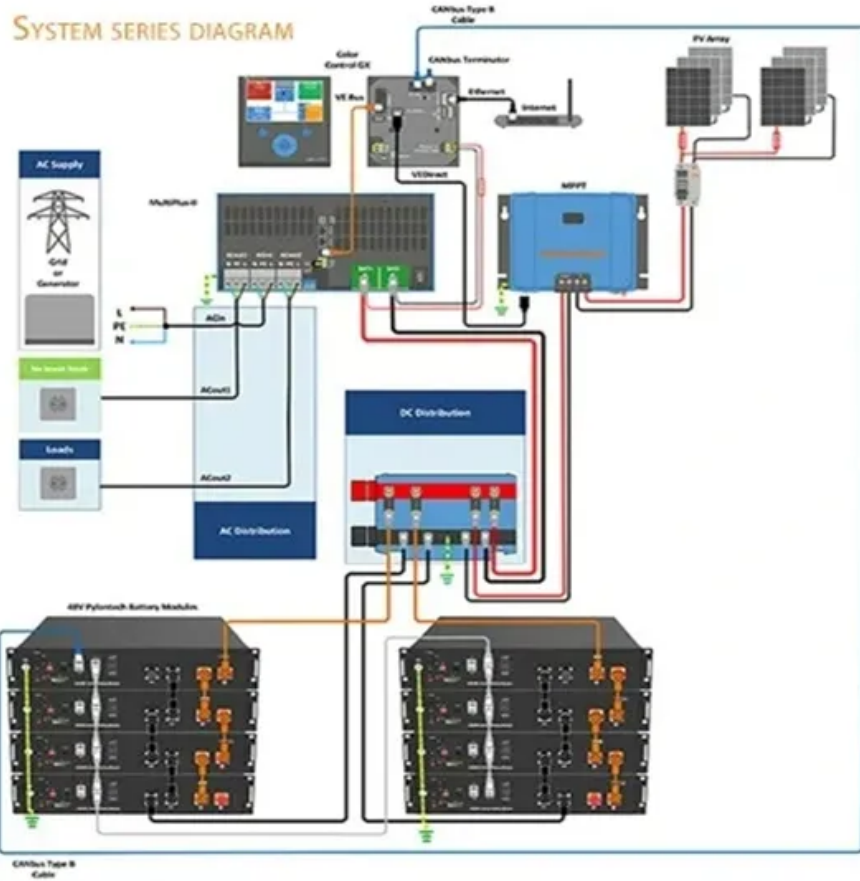 SYSTEM SERIES DIAGRAM
CANbus Type B
Cable
Color
Control GX
CANbus Terminator
PV Array
VE Bus
Ethernet
Internet
AC Supply
VEDirect
MPPT
MultiPlus-II
Grid
or
Generator
L
PE
N
ACin
ACout1
DC Distribution
Loads
ACout2
AC Distribution
48V Pylontech Battery Modules
CANbus Type B
Cable